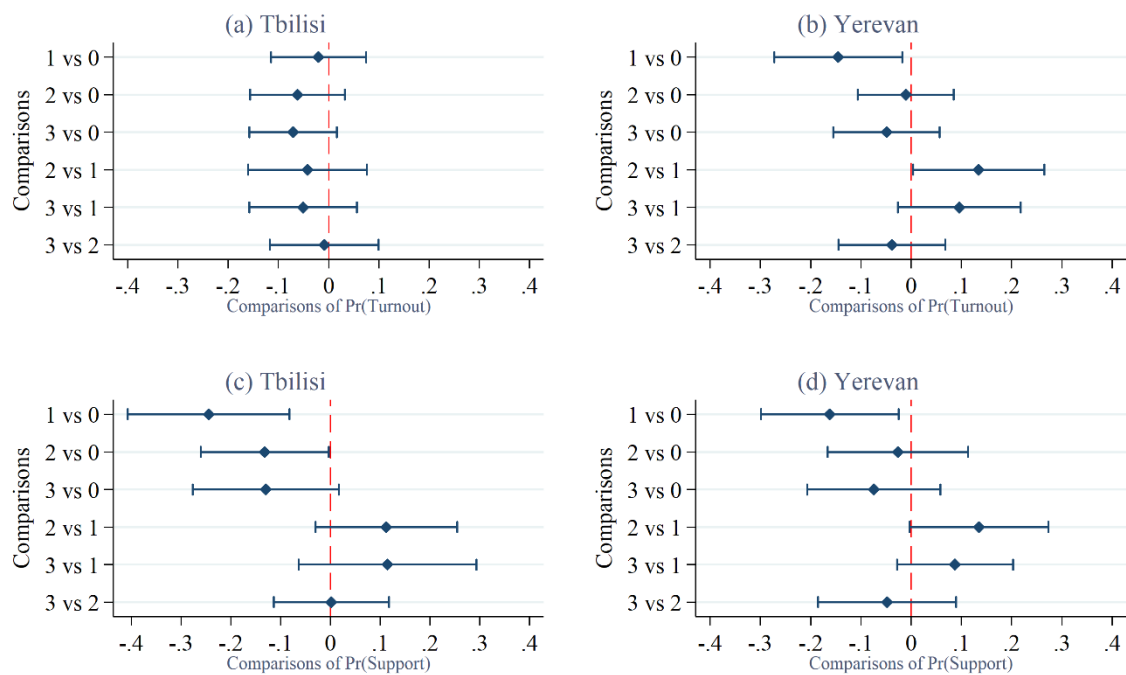 (a) Tbilisi
Comparisons
1 vs 0
2 vs 0
3 vs 0
2 vs 1
3 vs 1
3 vs 2
-.4 -.3 -.2 -.1 0 .1 .2 .3 .4
Comparisons of Pr(Turnout)
(b) Yerevan
Comparisons
1 vs 0
2 vs 0
3 vs 0
2 vs 1
3 vs 1
3 vs 2
-.4 -.3 -.2 -.1 0 .1 .2 .3 .4
Comparisons of Pr(Turnout)
(c) Tbilisi
Comparisons
1 vs 0
2 vs 0
3 vs 0
2 vs 1
3 vs 1
3 vs 2
-.4 -.3 -.2 -.1 0 .1 .2 .3 .4
Comparisons of Pr(Support)
(d) Yerevan
Comparisons
1 vs 0
2 vs 0
3 vs 0
2 vs 1
3 vs 1
3 vs 2
-.4 -.3 -.2 -.1 0 .1 .2 .3 .4
Comparisons of Pr(Support)